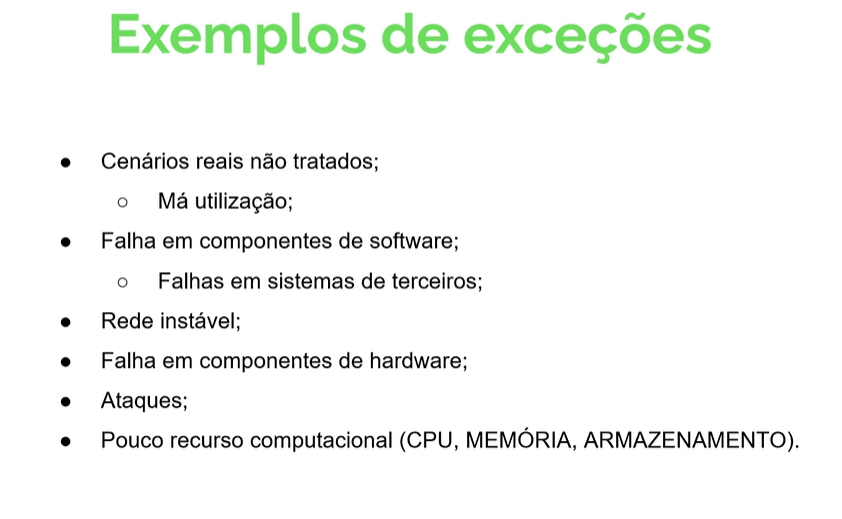 Exemplos de exceções
● Cenários reais não tratados;
○ Má utilização;
● Falha em componentes de software;
○ Falhas em sistemas de terceiros;
● Rede instável;
● Falha em componentes de hardware;
● Ataques;
● Pouco recurso computacional (CPU, MEMÓRIA, ARMAZENAMENTO).